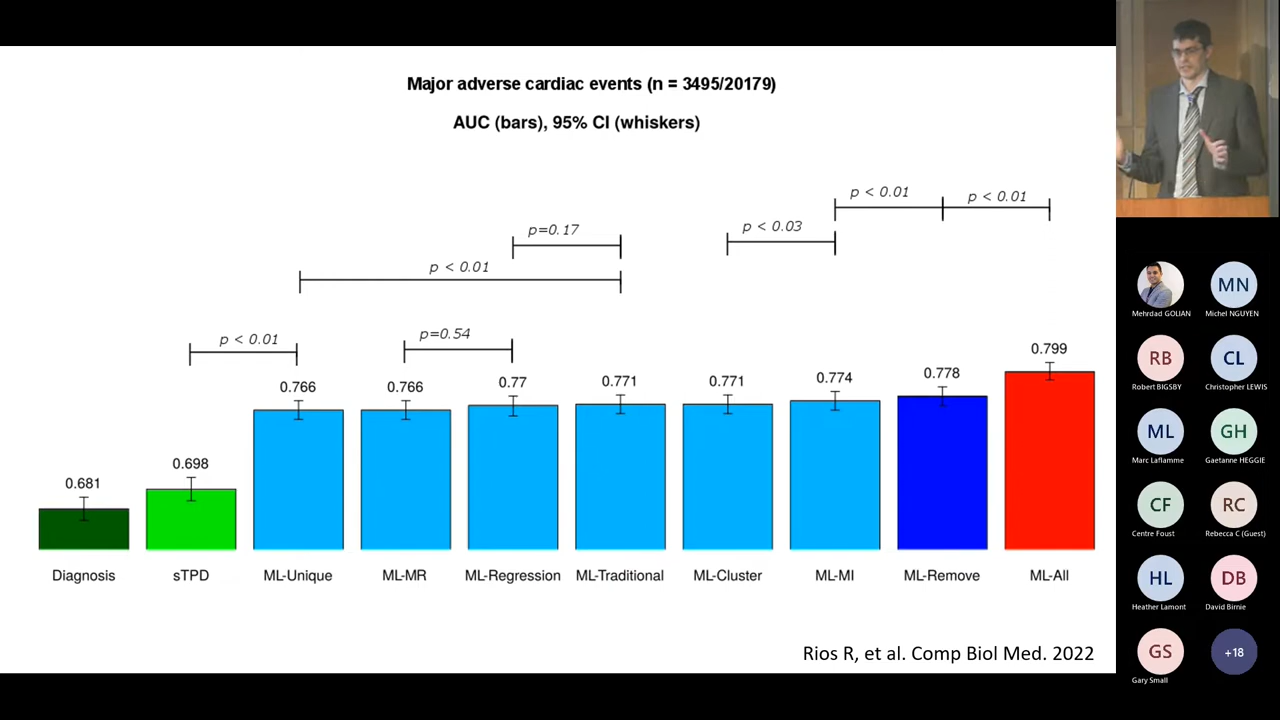 Major adverse cardiac events (n = 3495/20179)
AUC (bars), 95% CI (whiskers)
p < 0.01
p < 0.01
p=0.17
p < 0.03
p < 0.01
p < 0.01
p=0.54
0.681
0.698
0.766
0.766
0.77
0.771
0.771
0.774
0.778
0.799
Diagnosis
sTPD
ML-Unique
ML-MR
ML-Regression
ML-Traditional
ML-Cluster
ML-MI
ML-Remove
ML-All
Rios R, et al. Comp Biol Med. 2022
Mehrdad GOLIAN
MN
Michel NGUYEN
RB
Robert BIGSBY
CL
Christopher LEWIS
ML
Marc Laflamme
GH
Gaetanne HEGGIE
CF
Centre Foust
RC
Rebecca C (Guest)
HL
Heather Lamont
DB
David Birnie
GS
Gary Small
+18